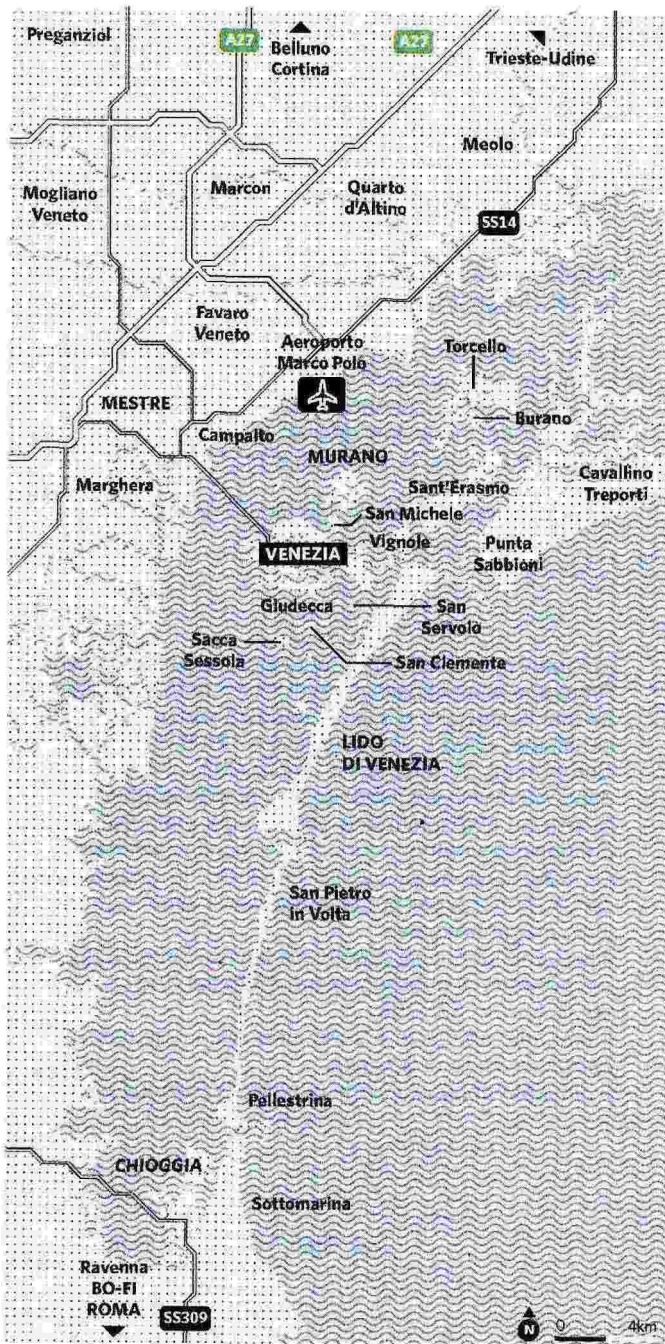 Preganziol
A27
Belluno
Cortina
A27
Trieste-Udine
Meolo
Mogliano
Veneto
Marcon
Quarto
d'Altino
SS14
Favaro
Veneto
Aeroporto
Marco Polo
Torcello
MESTRE
Burano
Campalto
MURANO
Marghera
Sant'Erasmo
Cavallino
Treporti
San Michele
VENEZIA
Vignole
Punta
Sabbioni
Giudecca
San
Servolo
Sacca
Sessola
San Clemente
LIDO
DI VENEZIA
San Pietro
in Volta
Pellestrina
CHIOGGIA
Sottomarina
Ravenna
BO-FI
ROMA
SS309
N
0 4km